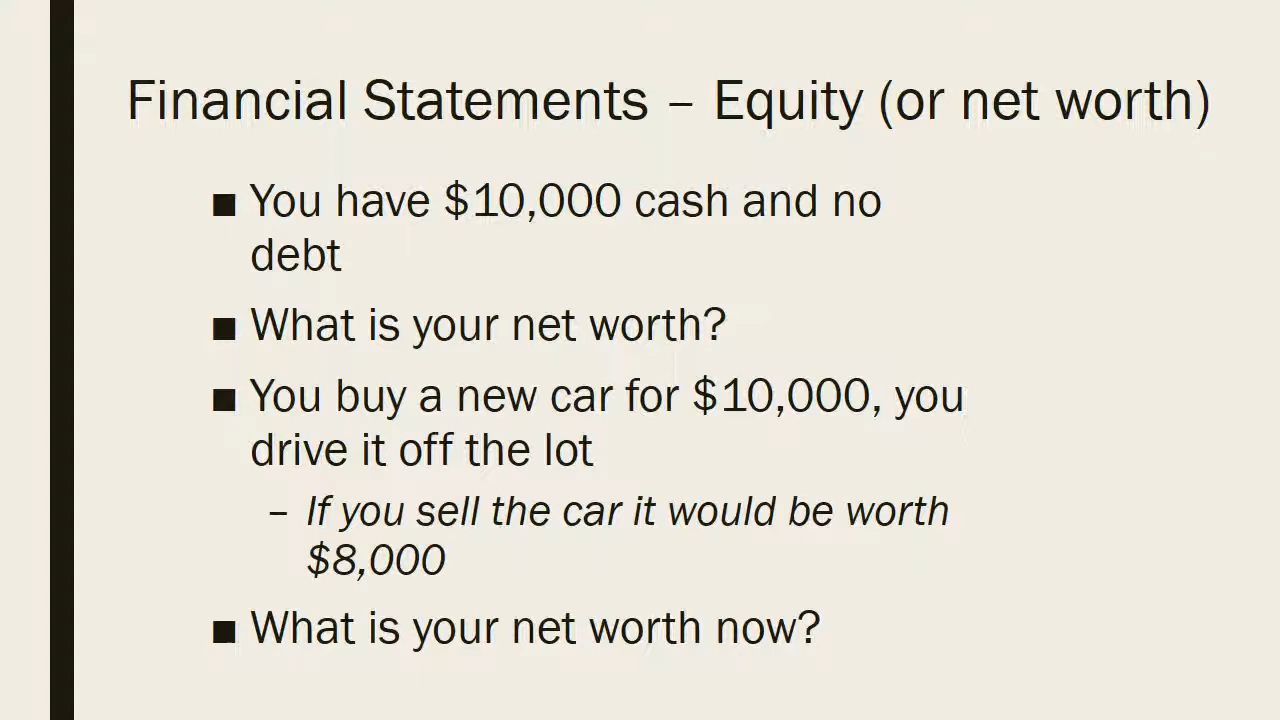 Financial Statements – Equity (or net worth)
■ You have $10,000 cash and no
debt
■ What is your net worth?
■ You buy a new car for $10,000, you
drive it off the lot
– If you sell the car it would be worth
$8,000
■ What is your net worth now?